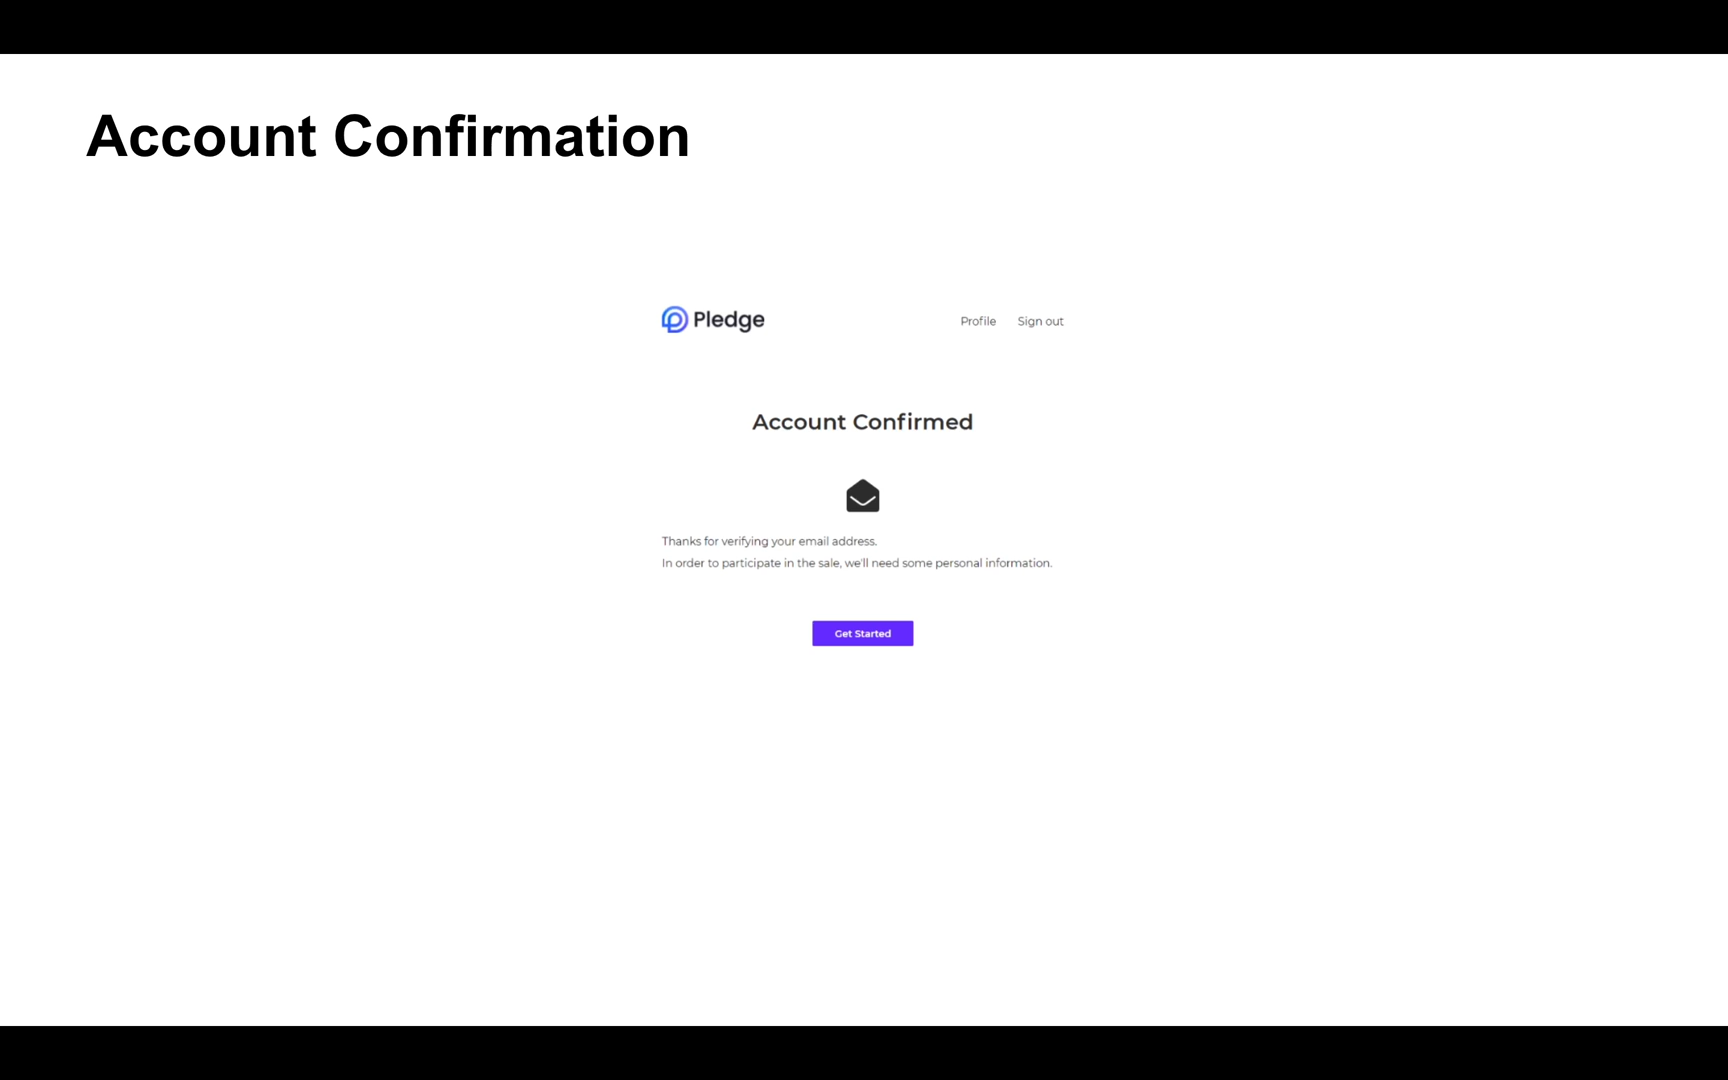 Account Confirmation
Pledge
Profile Sign out
Account Confirmed
Thanks for verifying your email address.
In order to participate in the sale, we'll need some personal information.
Get Started